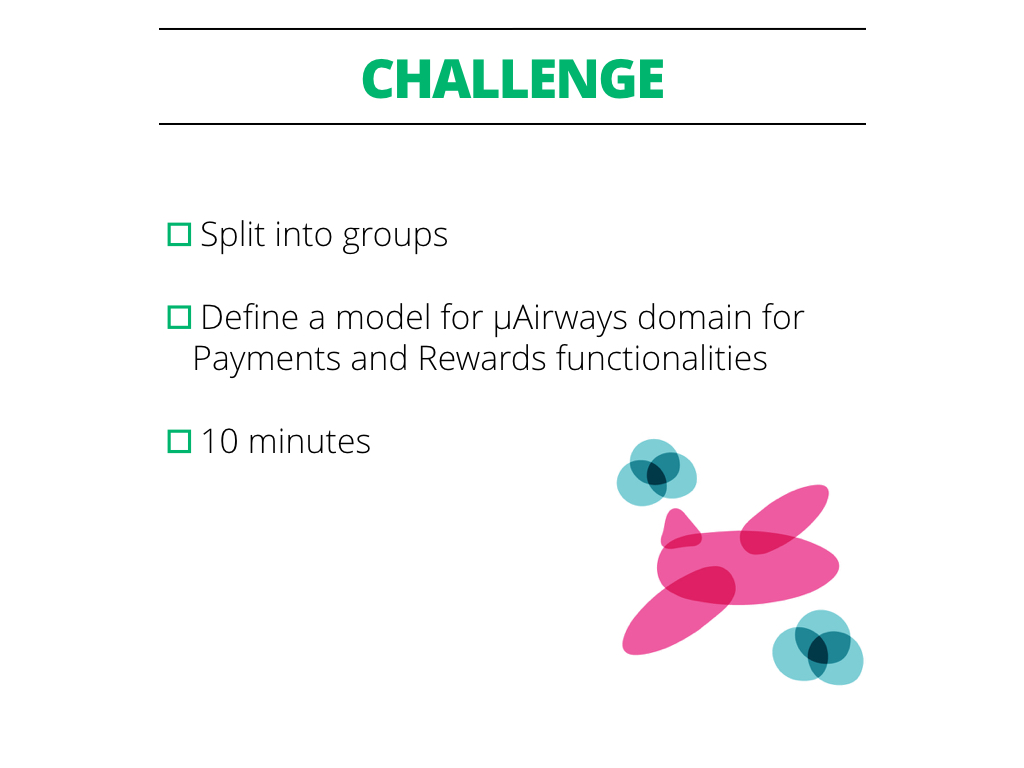 CHALLENGE
Split into groups
Define a model for μAirways domain for
Payments and Rewards functionalities
10 minutes